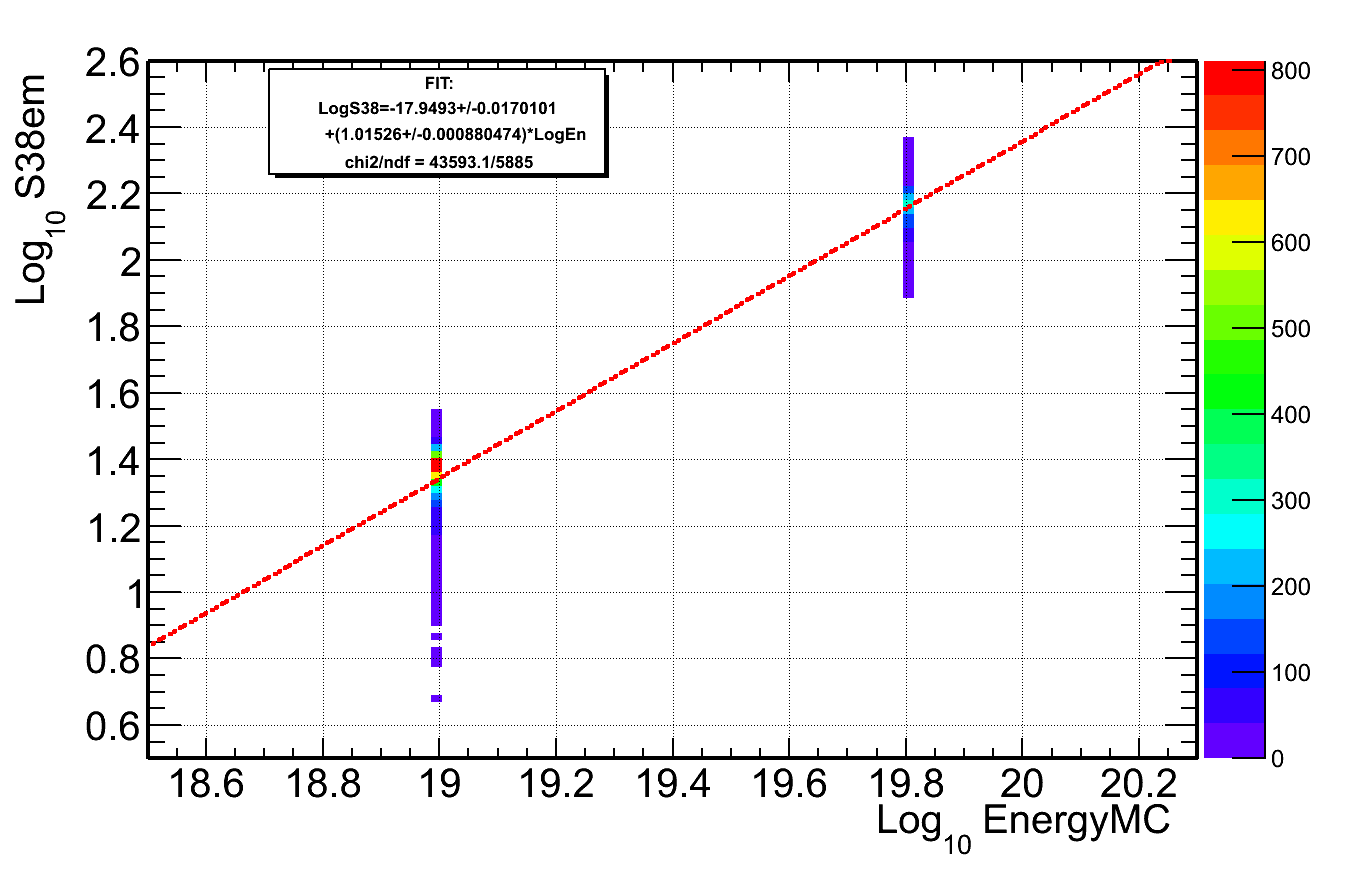 2.6
2.4
2.2
2
1.8
1.6
1.4
1.2
1
0.8
0.6
Log10 S38em
FIT:
LogS38=-17.9493+/-0.0170101
+(1.01526+/-0.000880474)*LogEn
chi2/ndf = 43593.1/5885
800
700
600
500
400
300
200
100
0
18.6 18.8 19 19.2 19.4 19.6 19.8 20 20.2
Log10 EnergyMC